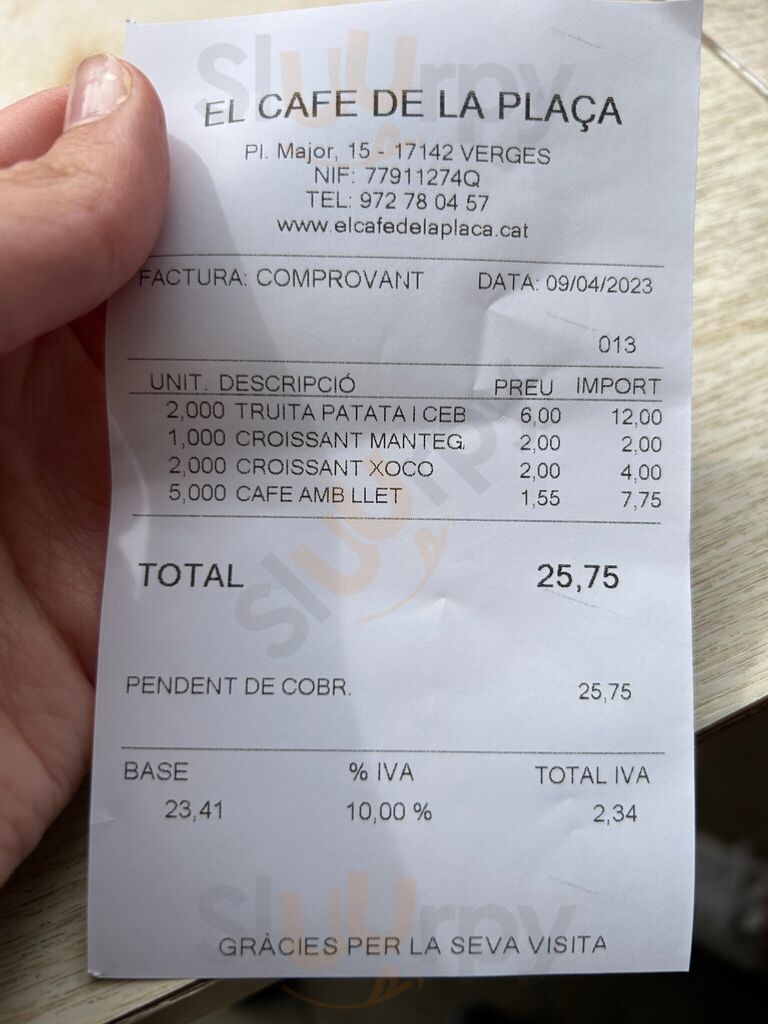 EL CAFE DE LA PLAÇA
Pl. Major, 15 - 17142 VERGES
NIF: 77911274Q
TEL: 972 78 04 57
www.elcafedelaplaca.cat
FACTURA: COMPROVANT DATA: 09/04/2023
013
UNIT. DESCRIPCIÓ PREU IMPORT
2,000 TRUITA PATATA I CEB 6,00 12,00
1,000 CROISSANT MANTEG 2,00 2,00
2,000 CROISSANT XOCO 2,00 4,00
5,000 CAFE AMB LLET 1,55 7,75
TOTAL 25,75
PENDENT DE COBR. 25,75
BASE % IVA TOTAL IVA
23,41 10,00 % 2,34
GRÀCIES PER LA SEVA VISITA
Sluurpy
Sluurpy
Sluurpy